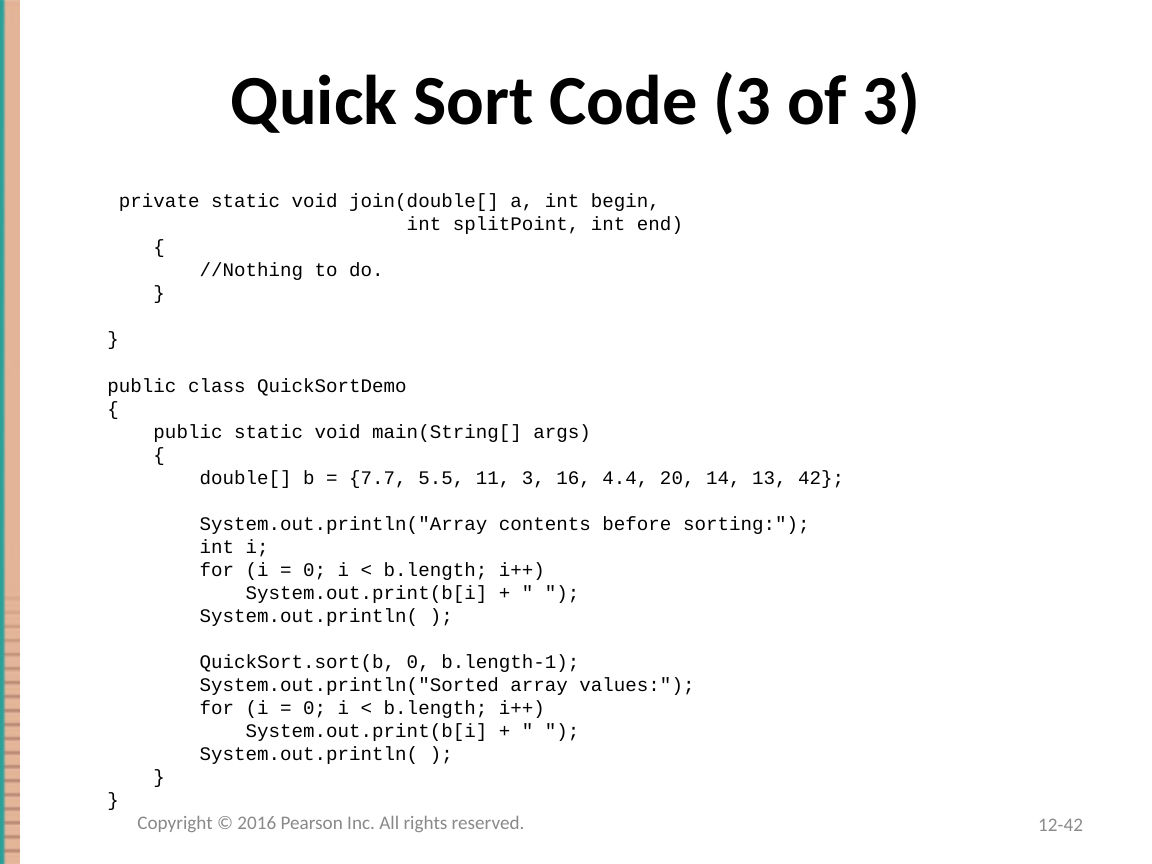 Quick Sort Code (3 of 3)
private static void join(double[] a, int begin,
                         int splitPoint, int end)
    {
        //Nothing to do.
    }

}

public class QuickSortDemo
{
    public static void main(String[] args)
    {
        double[] b = {7.7, 5.5, 11, 3, 16, 4.4, 20, 14, 13, 42};

        System.out.println("Array contents before sorting:");
        int i;
        for (i = 0; i < b.length; i++)
            System.out.print(b[i] + " ");
        System.out.println( );

        QuickSort.sort(b, 0, b.length-1);
        System.out.println("Sorted array values:");
        for (i = 0; i < b.length; i++)
            System.out.print(b[i] + " ");
        System.out.println( );
    }
}
Copyright © 2016 Pearson Inc. All rights reserved.
12-42